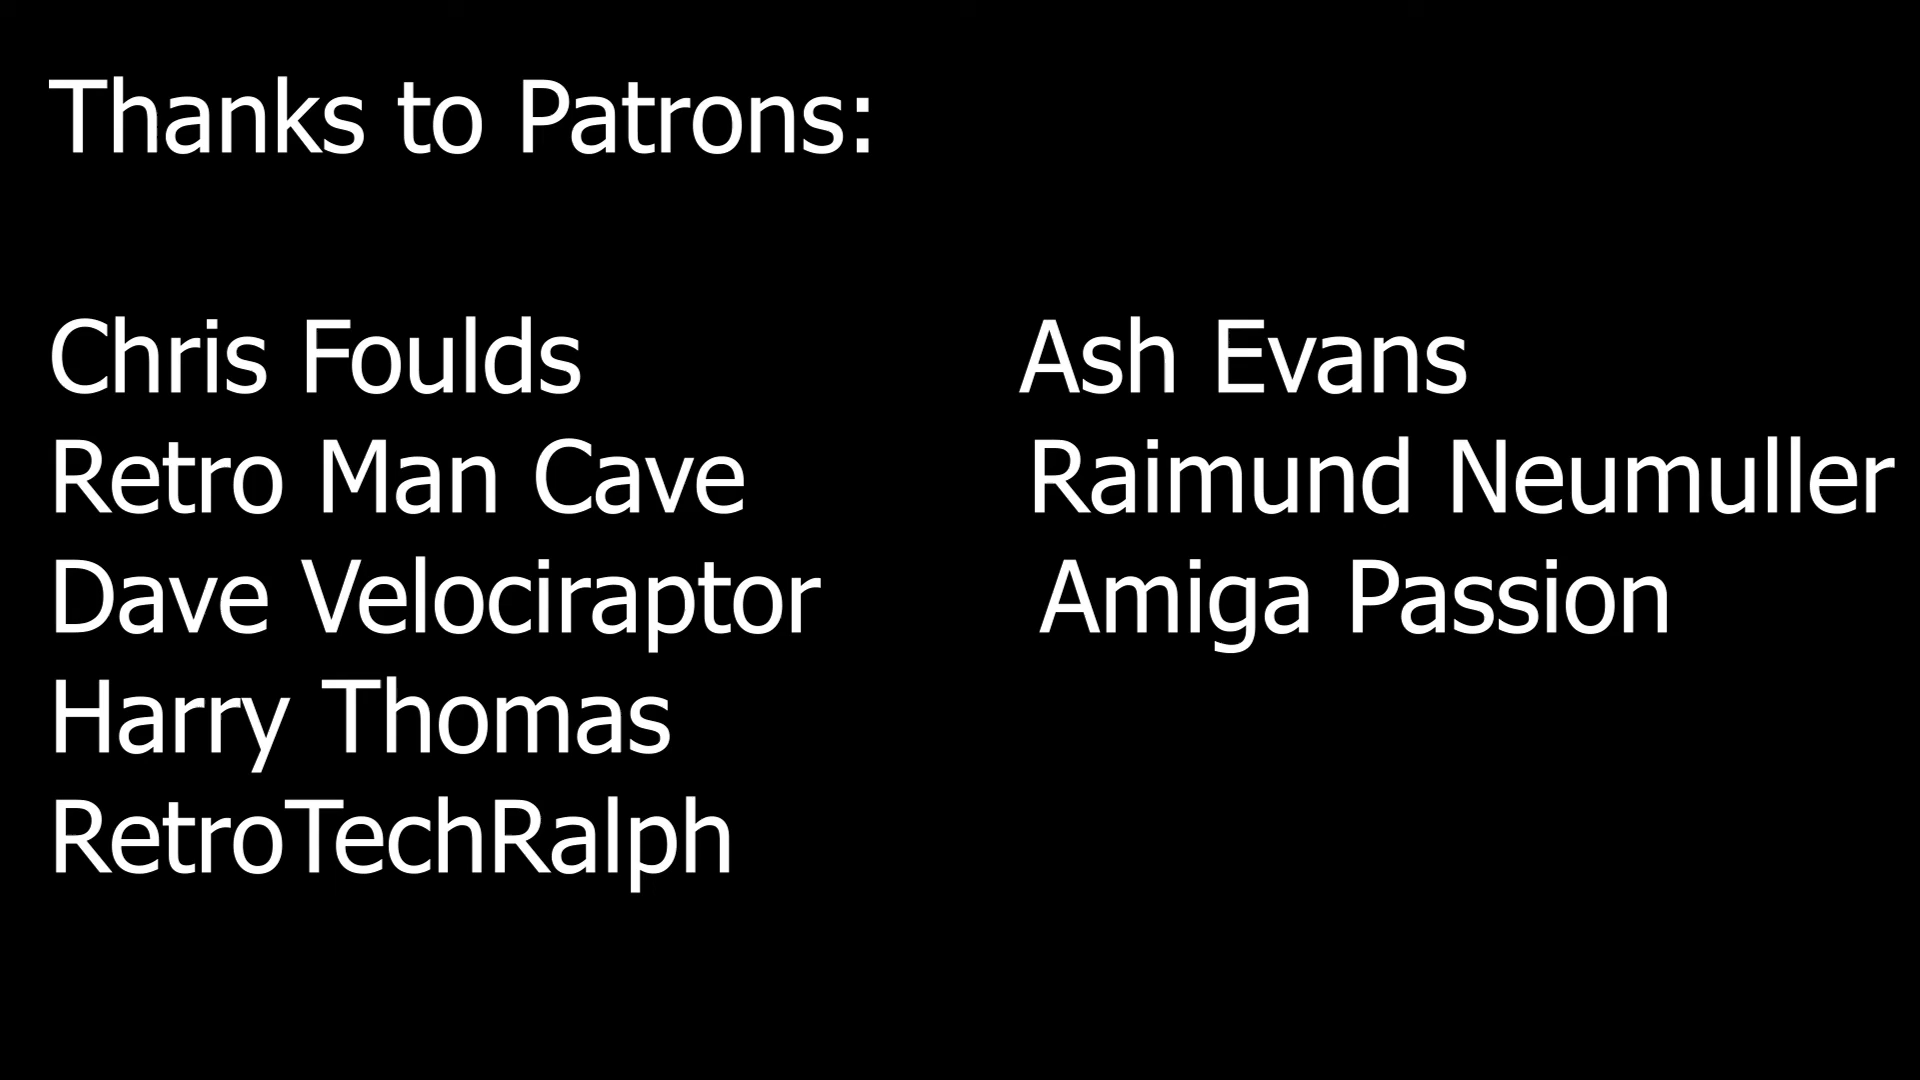 Thanks to Patrons:
Chris Foulds
Retro Man Cave
Dave Velociraptor
Harry Thomas
RetroTechRalph
Ash Evans
Raimund Neumuller
Amiga Passion